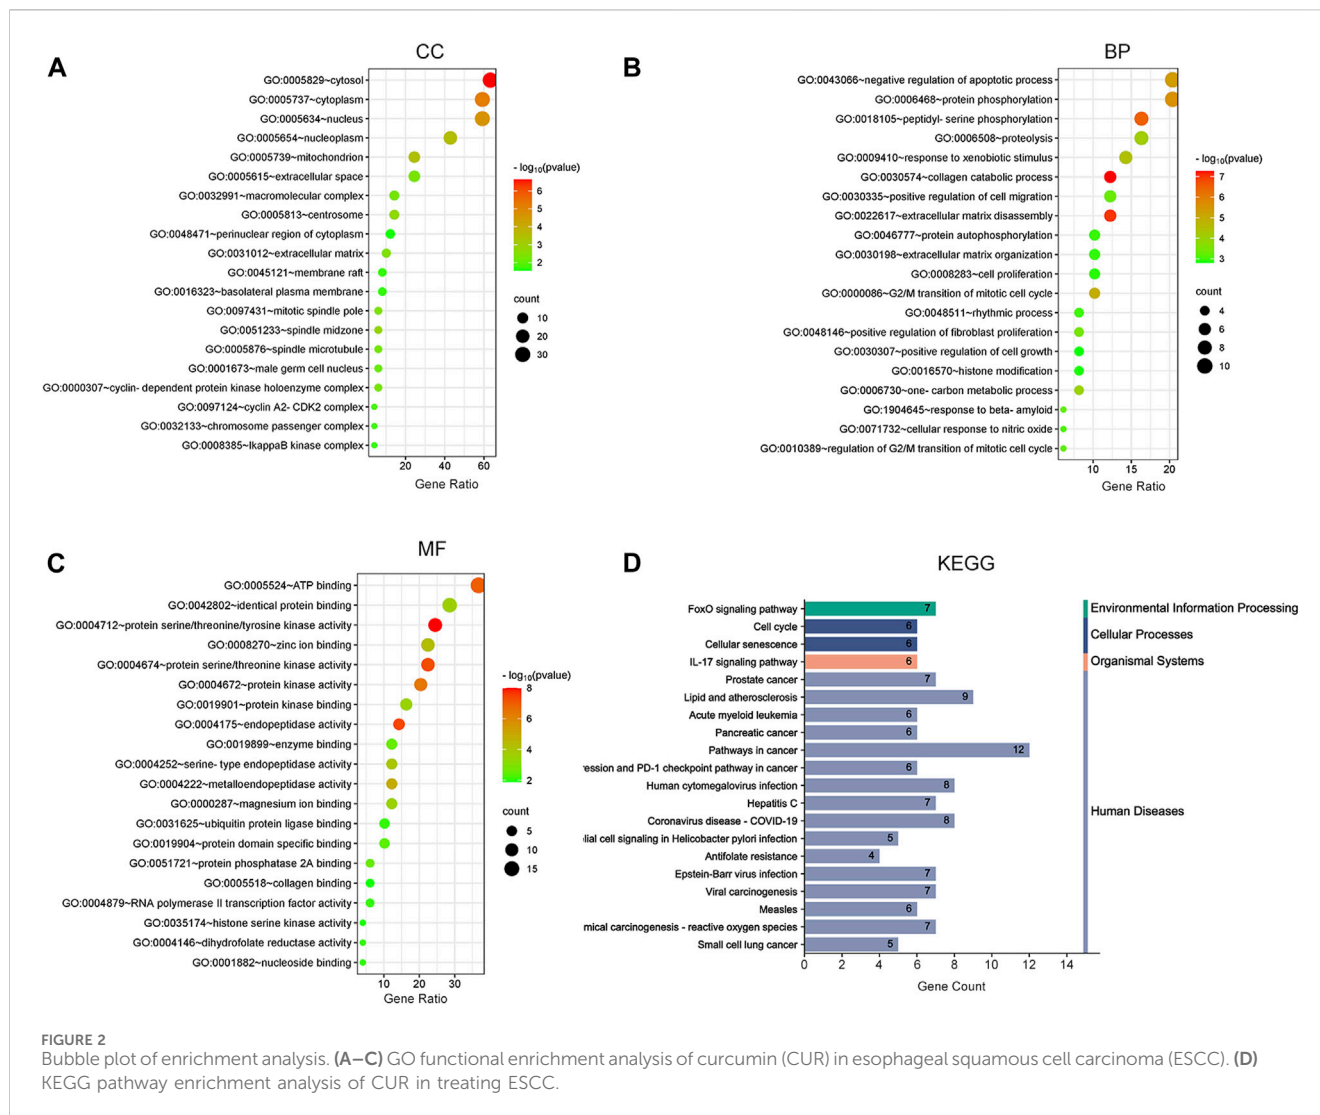 A
CC
GO:0005829~cytosol
GO:0005737~cytoplasm
GO:0005634~nucleus
GO:0005654~nucleoplasm
GO:0005739~mitochondrion
GO:0005615~extracellular space
GO:0032991~macromolecular complex
GO:0005813~centrosome
GO:0048471~perinuclear region of cytoplasm
GO:0031012~extracellular matrix
GO:0045121~membrane raft
GO:0016323~basolateral plasma membrane
GO:0097431~mitotic spindle pole
GO:0051233~spindle midzone
GO:0005876~spindle microtubule
GO:0001673~male germ cell nucleus
GO:0000307~cyclin- dependent protein kinase holoenzyme complex
GO:0097124~cyclin A2- CDK2 complex
GO:0032133~chromosome passenger complex
GO:0008385~IkappaB kinase complex
20 40 60
Gene Ratio
- log10(pvalue)
6
5
4
3
2
count
10
20
30
B
BP
GO:0043066~negative regulation of apoptotic process
GO:0006468~protein phosphorylation
GO:0018105~peptidyl- serine phosphorylation
GO:0006508~proteolysis
GO:0009410~response to xenobiotic stimulus
GO:0030574~collagen catabolic process
GO:0030335~positive regulation of cell migration
GO:0022617~extracellular matrix disassembly
GO:0046777~protein autophosphorylation
GO:0030198~extracellular matrix organization
GO:0008283~cell proliferation
GO:0000086~G2/M transition of mitotic cell cycle
GO:0048511~rhythmic process
GO:0048146~positive regulation of fibroblast proliferation
GO:0030307~positive regulation of cell growth
GO:0016570~histone modification
GO:0006730~one- carbon metabolic process
GO:1904645~response to beta- amyloid
GO:0071732~cellular response to nitric oxide
GO:0010389~regulation of G2/M transition of mitotic cell cycle
10 15 20
Gene Ratio
- log10(pvalue)
7
6
5
4
3
count
4
6
8
10
C
MF
GO:0005524~ATP binding
GO:0042802~identical protein binding
GO:0004712~protein serine/threonine/tyrosine kinase activity
GO:0008270~zinc ion binding
GO:0004674~protein serine/threonine kinase activity
GO:0004672~protein kinase activity
GO:0019901~protein kinase binding
GO:0004175~endopeptidase activity
GO:0019899~enzyme binding
GO:0004252~serine- type endopeptidase activity
GO:0004222~metalloendopeptidase activity
GO:0000287~magnesium ion binding
GO:0031625~ubiquitin protein ligase binding
GO:0019904~protein domain specific binding
GO:0051721~protein phosphatase 2A binding
GO:0005518~collagen binding
GO:0004879~RNA polymerase II transcription factor activity
GO:0035174~histone serine kinase activity
GO:0004146~dihydrofolate reductase activity
GO:0001882~nucleoside binding
10 20 30
Gene Ratio
- log10(pvalue)
8
6
4
2
count
5
10
15
D
KEGG
FoxO signaling pathway 7
Cell cycle 6
Cellular senescence 6
IL-17 signaling pathway 6
Prostate cancer 7
Lipid and atherosclerosis 9
Acute myeloid leukemia 6
Pancreatic cancer 6
Pathways in cancer 12
ression and PD-1 checkpoint pathway in cancer 6
Human cytomegalovirus infection 8
Hepatitis C 7
Coronavirus disease - COVID-19 8
lial cell signaling in Helicobacter pylori infection 5
Antifolate resistance 4
Epstein-Barr virus infection 7
Viral carcinogenesis 7
Measles 6
mical carcinogenesis - reactive oxygen species 7
Small cell lung cancer 5
0 2 4 6 8 10 12 14
Gene Count
Environmental Information Processing
Cellular Processes
Organismal Systems
Human Diseases
FIGURE 2
Bubble plot of enrichment analysis. (A–C) GO functional enrichment analysis of curcumin (CUR) in esophageal squamous cell carcinoma (ESCC). (D)
KEGG pathway enrichment analysis of CUR in treating ESCC.